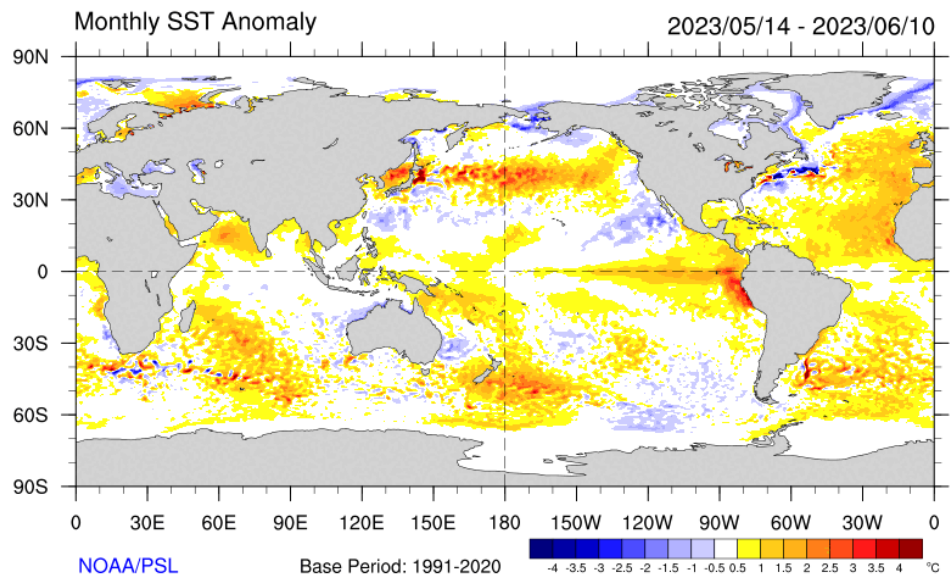 Monthly SST Anomaly 2023/05/14 - 2023/06/10
90N
60N
30N
0
30S
60S
90S
0 30E 60E 90E 120E 150E 180 150W 120W 90W 60W 30W 0
NOAA/PSL Base Period: 1991-2020
-4 -3.5 -3 -2.5 -2 -1.5 -1 -0.5 0.5 1 1.5 2 2.5 3 3.5 4 °C